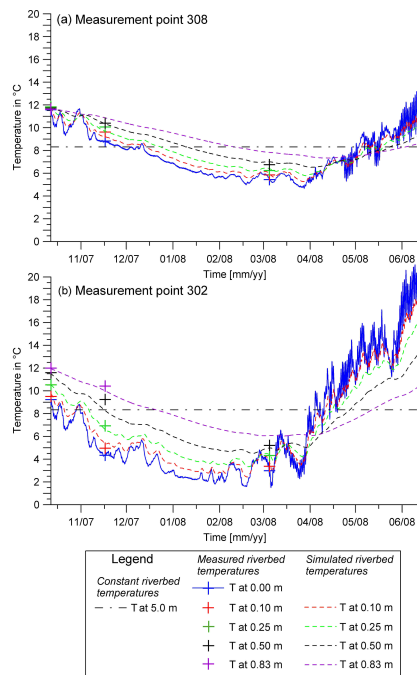 (a) Measurement point 308
Temperature in °C
20
18
16
14
12
10
8
6
4
2
0
11/07 12/07 01/08 02/08 03/08 04/08 05/08 06/08
Time [mm/yy]
(b) Measurement point 302
Temperature in °C
20
18
16
14
12
10
8
6
4
2
0
11/07 12/07 01/08 02/08 03/08 04/08 05/08 06/08
Time [mm/yy]
Legend
Constant riverbed
temperatures
T at 5.0 m
Measured riverbed
temperatures
T at 0.00 m
T at 0.10 m
T at 0.25 m
T at 0.50 m
T at 0.83 m
Simulated riverbed
temperatures
T at 0.10 m
T at 0.25 m
T at 0.50 m
T at 0.83 m